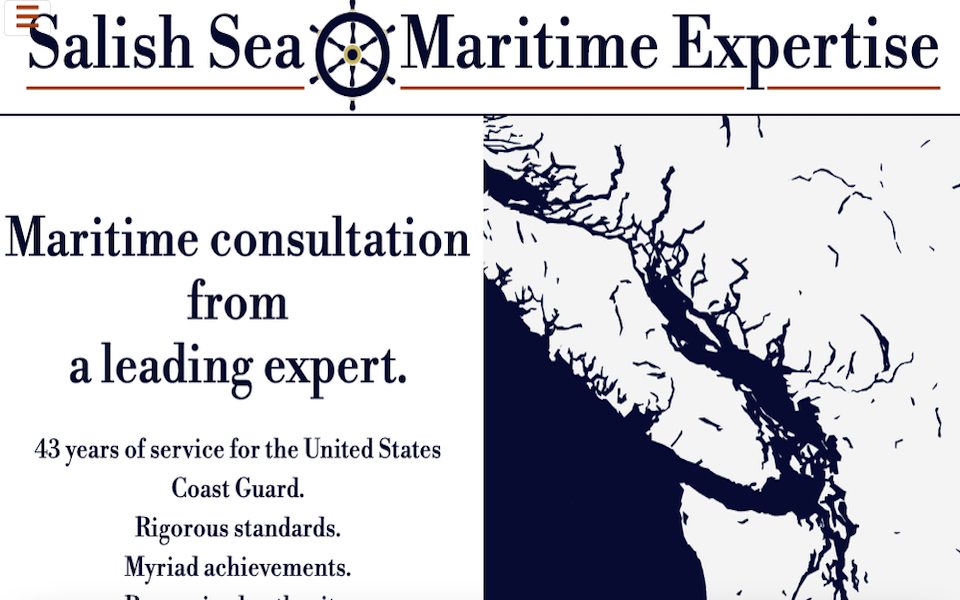 Salish Sea Maritime Expertise
Maritime consultation
from
a leading expert.
43 years of service for the United States
Coast Guard.
Rigorous standards.
Myriad achievements.